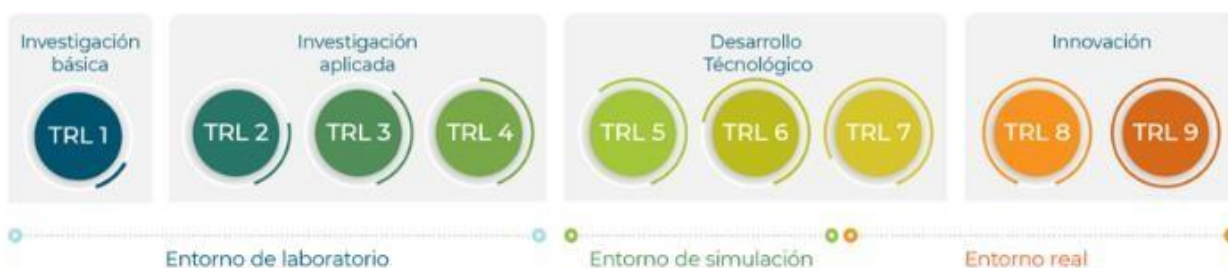 Investigación
básica
Investigación
aplicada
Desarrollo
Técnológico
Innovación
TRL 1
TRL 2
TRL 3
TRL 4
TRL 5
TRL 6
TRL 7
TRL 8
TRL 9
Entorno de laboratorio
Entorno de simulación
Entorno real